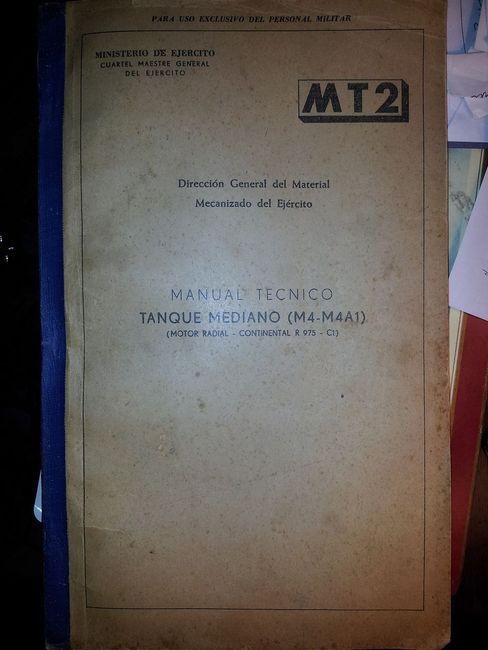 PARA USO EXCLUSIVO DEL PERSONAL MILITAR
MINISTERIO DE EJERCITO
CUARTEL MAESTRE GENERAL
DEL EJERCITO
MT2
Dirección General del Material
Mecanizado del Ejército
MANUAL TECNICO
TANQUE MEDIANO (M4-M4A1)
(MOTOR RADIAL - CONTINENTAL R 975 - C1)